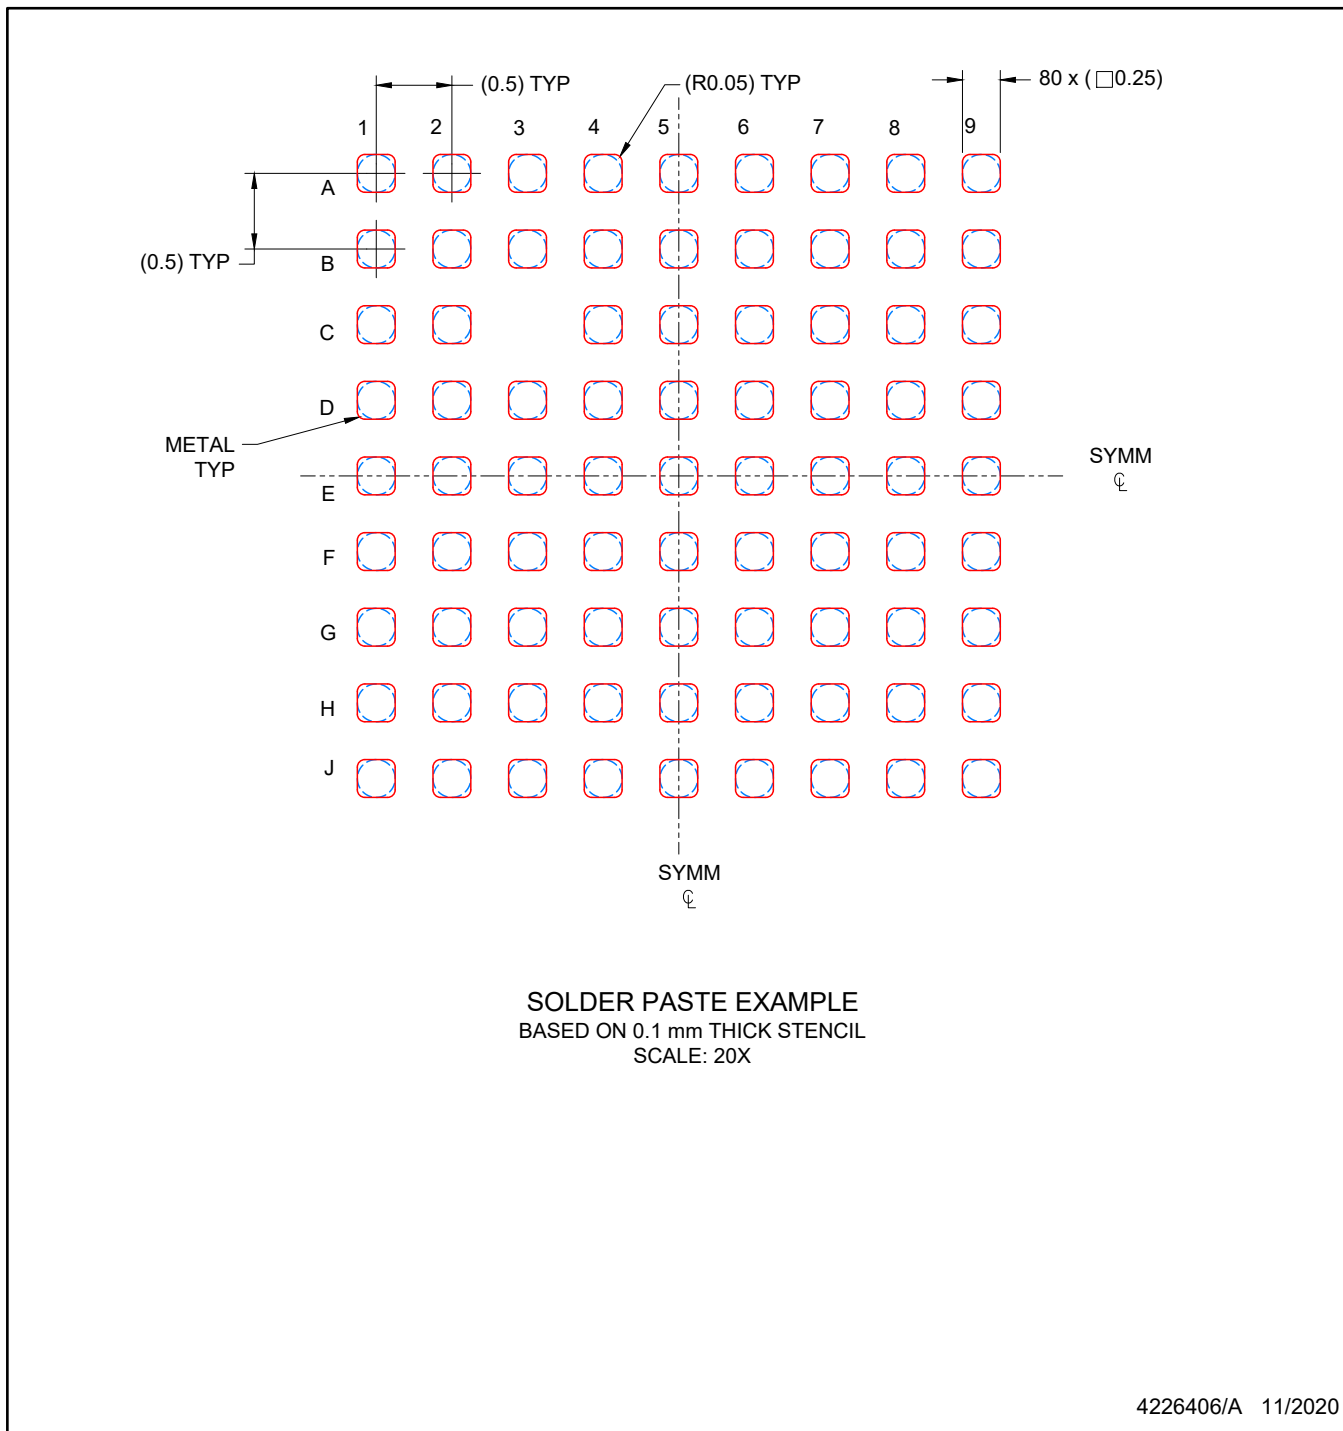 (0.5) TYP
(R0.05) TYP
80 x ( □0.25)
1 2 3 4 5 6 7 8 9
A
(0.5) TYP
B
C
D
METAL
TYP
SYMM
℄
E
F
G
H
J
SYMM
℄
SOLDER PASTE EXAMPLE
BASED ON 0.1 mm THICK STENCIL
SCALE: 20X
4226406/A 11/2020